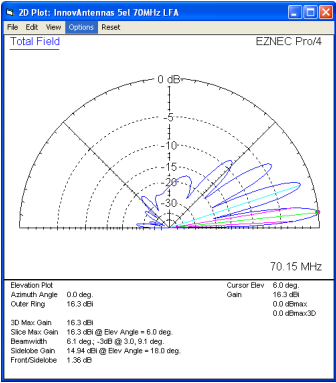 2D Plot: InnovAntennas 5el 70MHz LFA
File Edit View Options Reset
Total Field
EZNEC Pro/4
0 dB
-5
-10
-15
-20
-30
70.15 MHz
Elevation Plot
Cursor Elev 6.0 deg.
Azimuth Angle 0.0 deg.
Gain 16.3 dBi
Outer Ring 16.3 dBi
0.0 dBmax
0.0 dBmax3D
3D Max Gain 16.3 dBi
Slice Max Gain 16.3 dBi @ Elev Angle = 6.0 deg.
Beamwidth 6.1 deg.; -3dB @ 3.0, 9.1 deg.
Sidelobe Gain 14.94 dBi @ Elev Angle = 18.0 deg.
Front/Sidelobe 1.36 dB